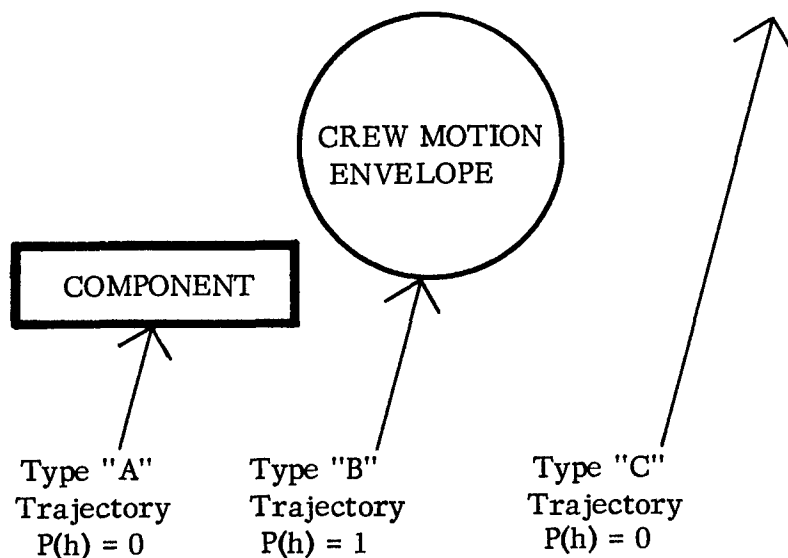 CREW MOTION
ENVELOPE
COMPONENT
Type "A"
Trajectory
P(h) = 0
Type "B"
Trajectory
P(h) = 1
Type "C"
Trajectory
P(h) = 0